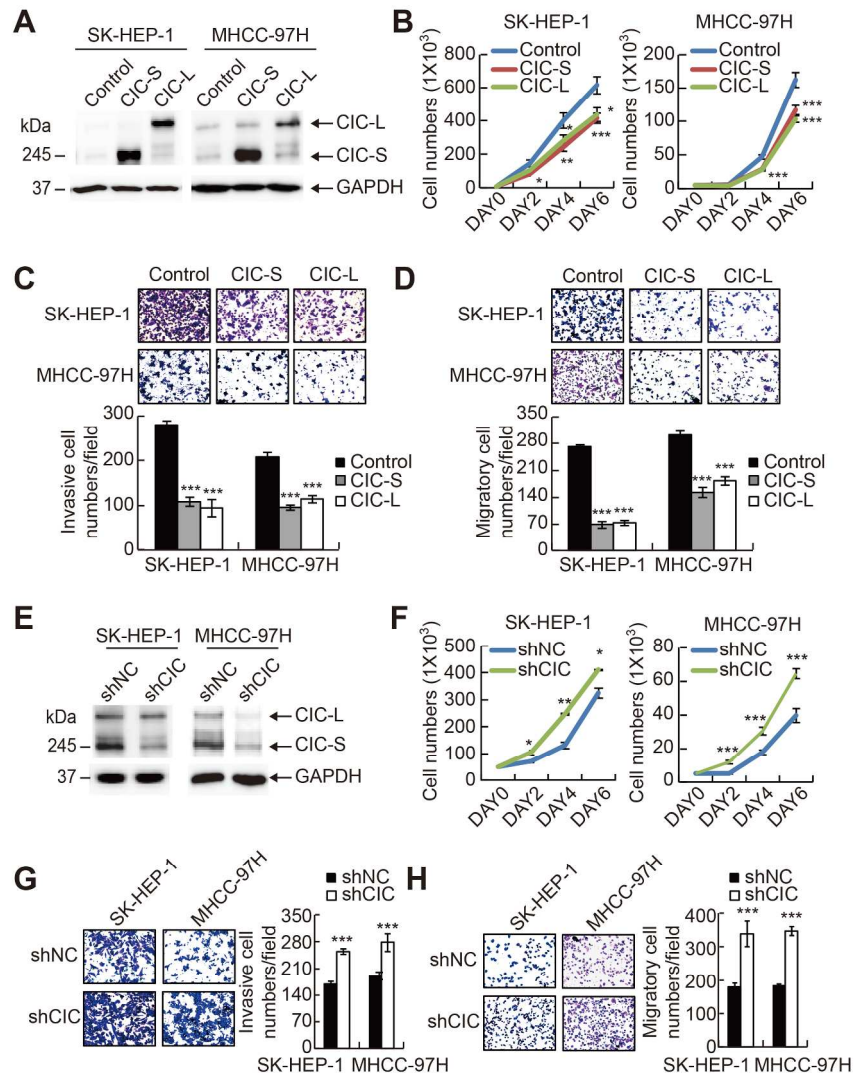 A
SK-HEP-1 MHCC-97H
Control CIC-S CIC-L Control CIC-S CIC-L
kDa
CIC-L
245 CIC-S
37 GAPDH
B
SK-HEP-1
Cell numbers (1X10³)
800
600
400
200
0
Control
CIC-S
CIC-L
* * ** * ***
DAY0 DAY2 DAY4 DAY6
MHCC-97H
Cell numbers (1X10³)
200
150
100
50
0
Control
CIC-S
CIC-L
*** *** ***
DAY0 DAY2 DAY4 DAY6
C
Control CIC-S CIC-L
SK-HEP-1
MHCC-97H
Invasive cell
numbers/field
300
200
100
0
*** *** *** ***
Control
CIC-S
CIC-L
SK-HEP-1 MHCC-97H
D
Control CIC-S CIC-L
SK-HEP-1
MHCC-97H
Migratory cell
numbers/field
350
280
210
140
70
0
*** *** *** ***
Control
CIC-S
CIC-L
SK-HEP-1 MHCC-97H
E
SK-HEP-1 MHCC-97H
shNC shCIC shNC shCIC
kDa
CIC-L
245 CIC-S
37 GAPDH
F
SK-HEP-1
Cell numbers (1X10³)
500
400
300
200
100
0
shNC
shCIC
* ** *
DAY0 DAY2 DAY4 DAY6
MHCC-97H
Cell numbers (1X10³)
80
60
40
20
0
shNC
shCIC
*** *** ***
DAY0 DAY2 DAY4 DAY6
G
SK-HEP-1 MHCC-97H
shNC
shCIC
Invasive cell
numbers/field
350
280
210
140
70
0
shNC
shCIC
*** ***
SK-HEP-1 MHCC-97H
H
SK-HEP-1 MHCC-97H
shNC
shCIC
Migratory cell
numbers/field
400
300
200
100
0
shNC
shCIC
*** ***
SK-HEP-1 MHCC-97H